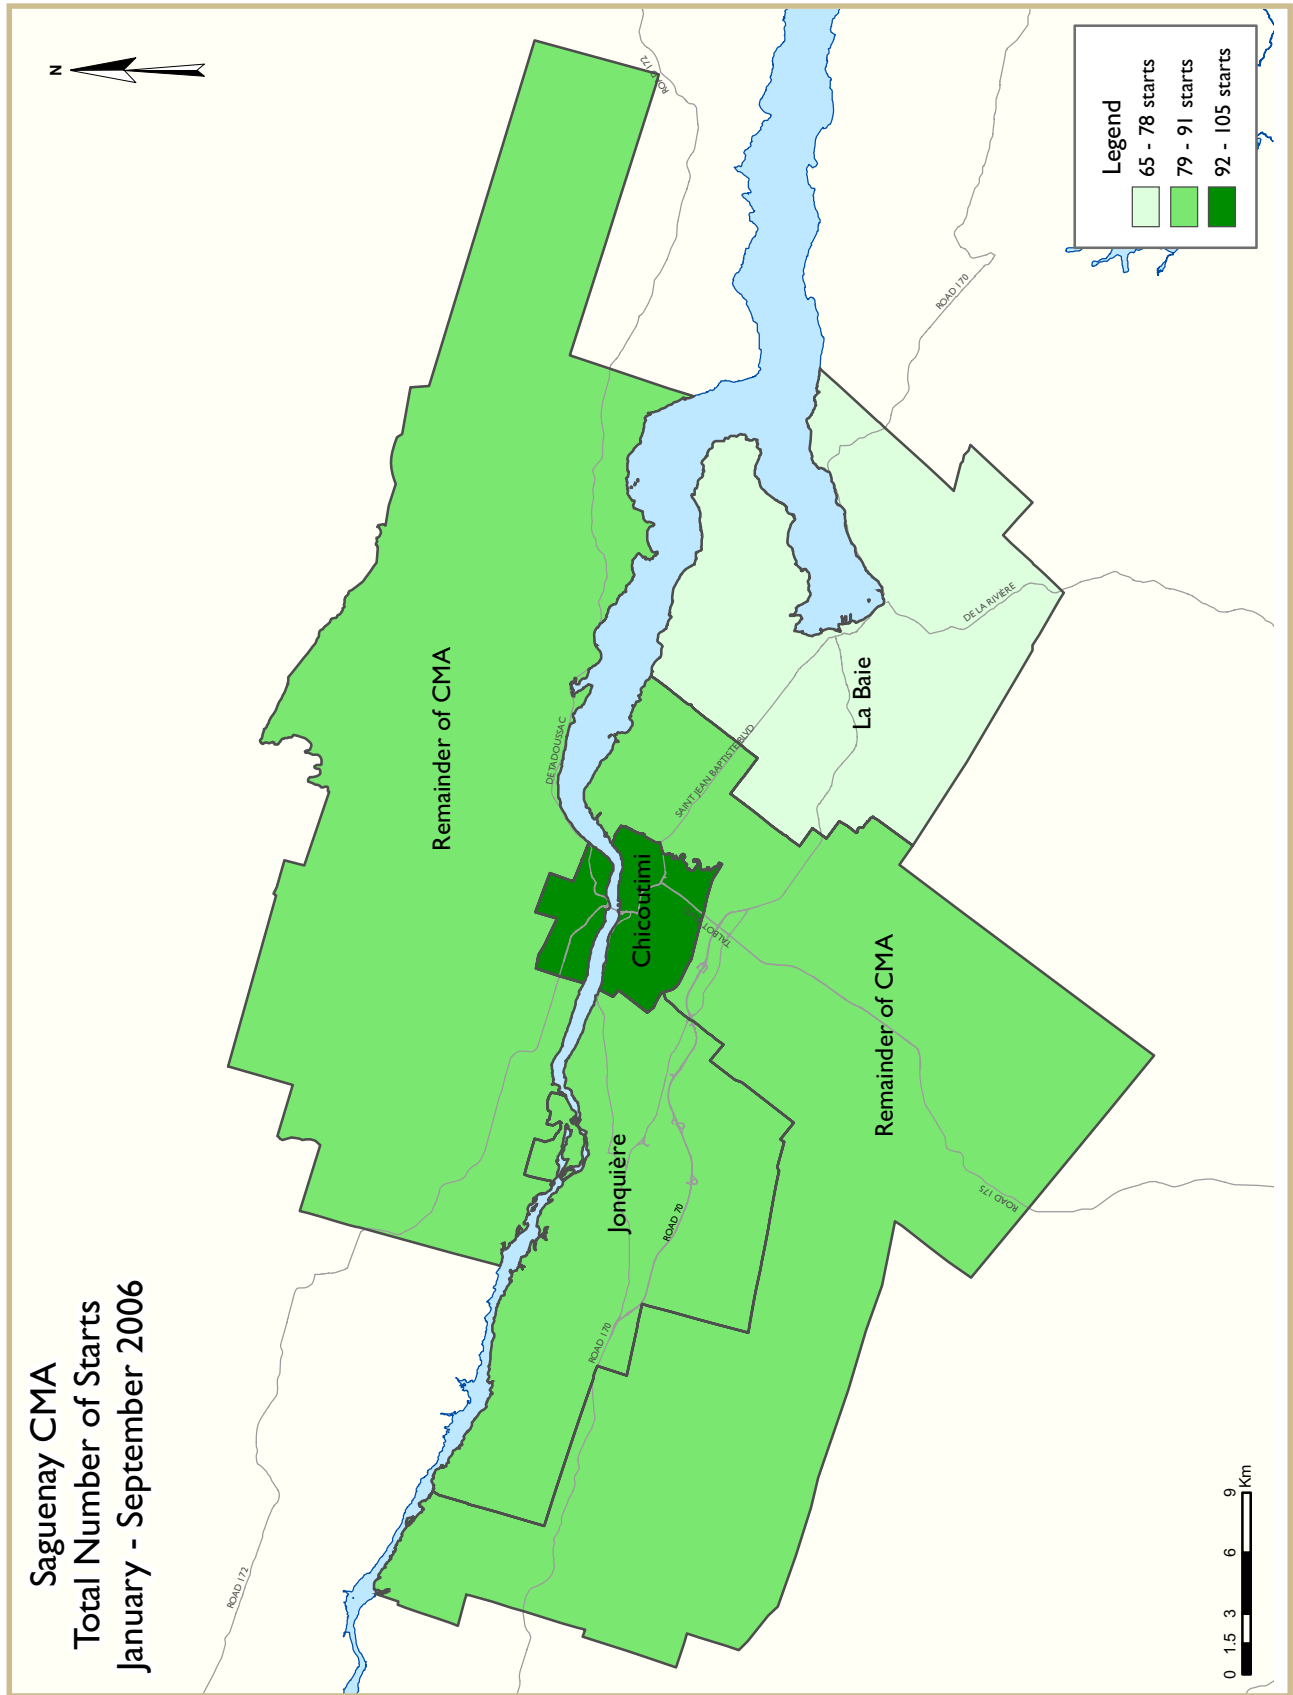 Saguenay CMA
Total Number of Starts
January - September 2006
N
ROAD 172
ROAD 172
Remainder of CMA
DE TADOUSSAC
Chicoutimi
SAINT JEAN BAPTISTE BLVD
TALBOT
Jonquière
ROAD 70
ROAD 170
La Baie
DE LA RIVIÈRE
ROAD 170
Remainder of CMA
ROAD 175
Legend
65 - 78 starts
79 - 91 starts
92 - 105 starts
0 1.5 3 6 9
Km